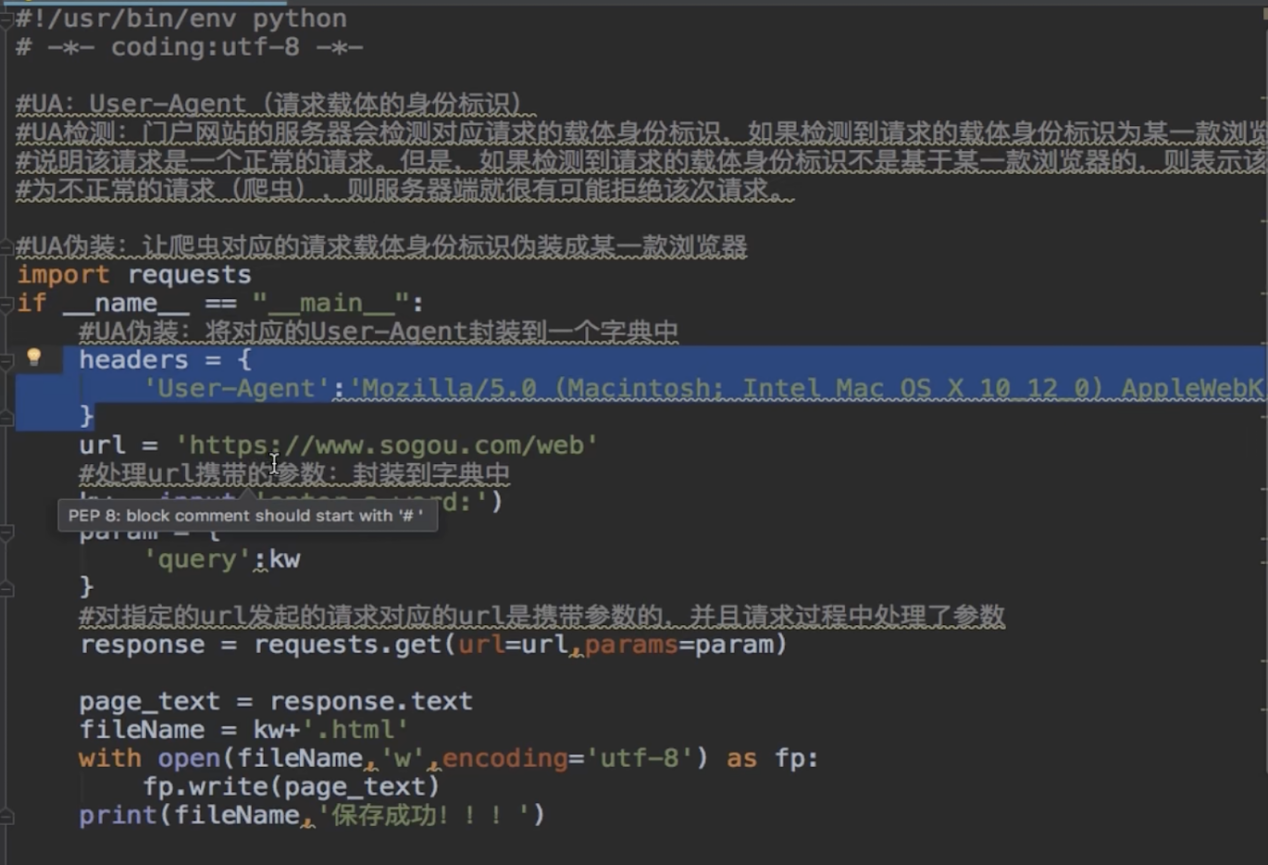 #!/usr/bin/env python
# -*- coding:utf-8 -*-
#UA：User-Agent（请求载体的身份标识）
#UA检测：门户网站的服务器会检测对应请求的载体身份标识，如果检测到请求的载体身份标识为某一款浏览
#说明该请求是一个正常的请求。但是，如果检测到请求的载体身份标识不是基于某一款浏览器的，则表示该
#为不正常的请求（爬虫），则服务器端就很有可能拒绝该次请求。
#UA伪装：让爬虫对应的请求载体身份标识伪装成某一款浏览器
import requests
if __name__ == "__main__":
#UA伪装：将对应的User-Agent封装到一个字典中
headers = {
'User-Agent':'Mozilla/5.0 (Macintosh; Intel Mac OS X 10_12_0) AppleWebK
}
url = 'https://www.sogou.com/web'
#处理url携带的参数：封装到字典中
word:')
PEP 8: block comment should start with '# '
param = {
'query':kw
}
#对指定的url发起的请求对应的url是携带参数的，并且请求过程中处理了参数
response = requests.get(url=url,params=param)
page_text = response.text
fileName = kw+'.html'
with open(fileName,'w',encoding='utf-8') as fp:
fp.write(page_text)
print(fileName,'保存成功！！！')